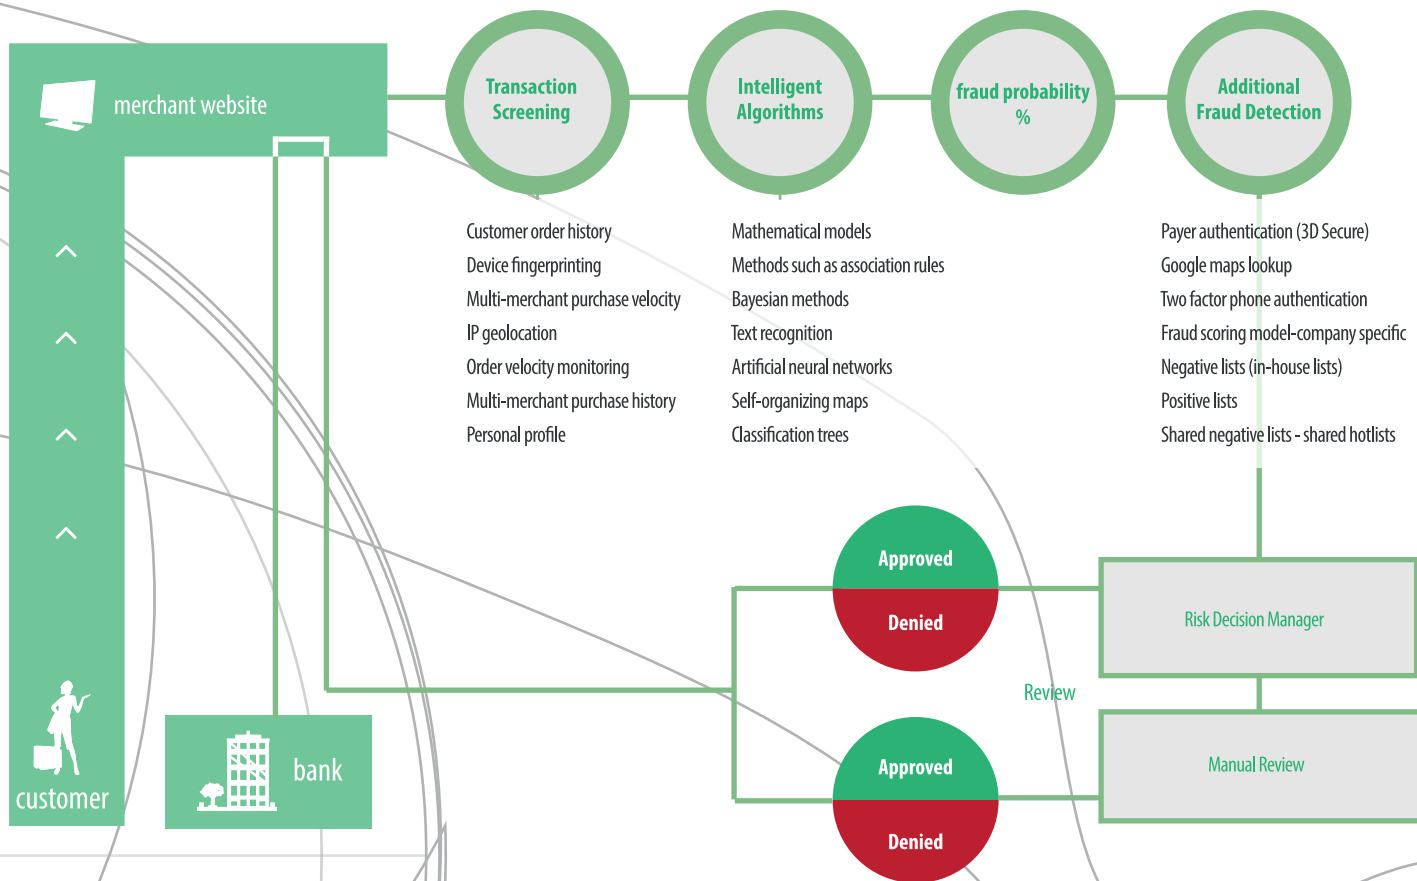 merchant website
Transaction
Screening
Intelligent
Algorithms
fraud probability
%
Additional
Fraud Detection
Customer order history
Device fingerprinting
Multi-merchant purchase velocity
IP geolocation
Order velocity monitoring
Multi-merchant purchase history
Personal profile
Mathematical models
Methods such as association rules
Bayesian methods
Text recognition
Artificial neural networks
Self-organizing maps
Classification trees
Payer authentication (3D Secure)
Google maps lookup
Two factor phone authentication
Fraud scoring model-company specific
Negative lists (in-house lists)
Positive lists
Shared negative lists - shared hotlists
Approved
Denied
Risk Decision Manager
Review
Approved
Denied
Manual Review
bank
customer